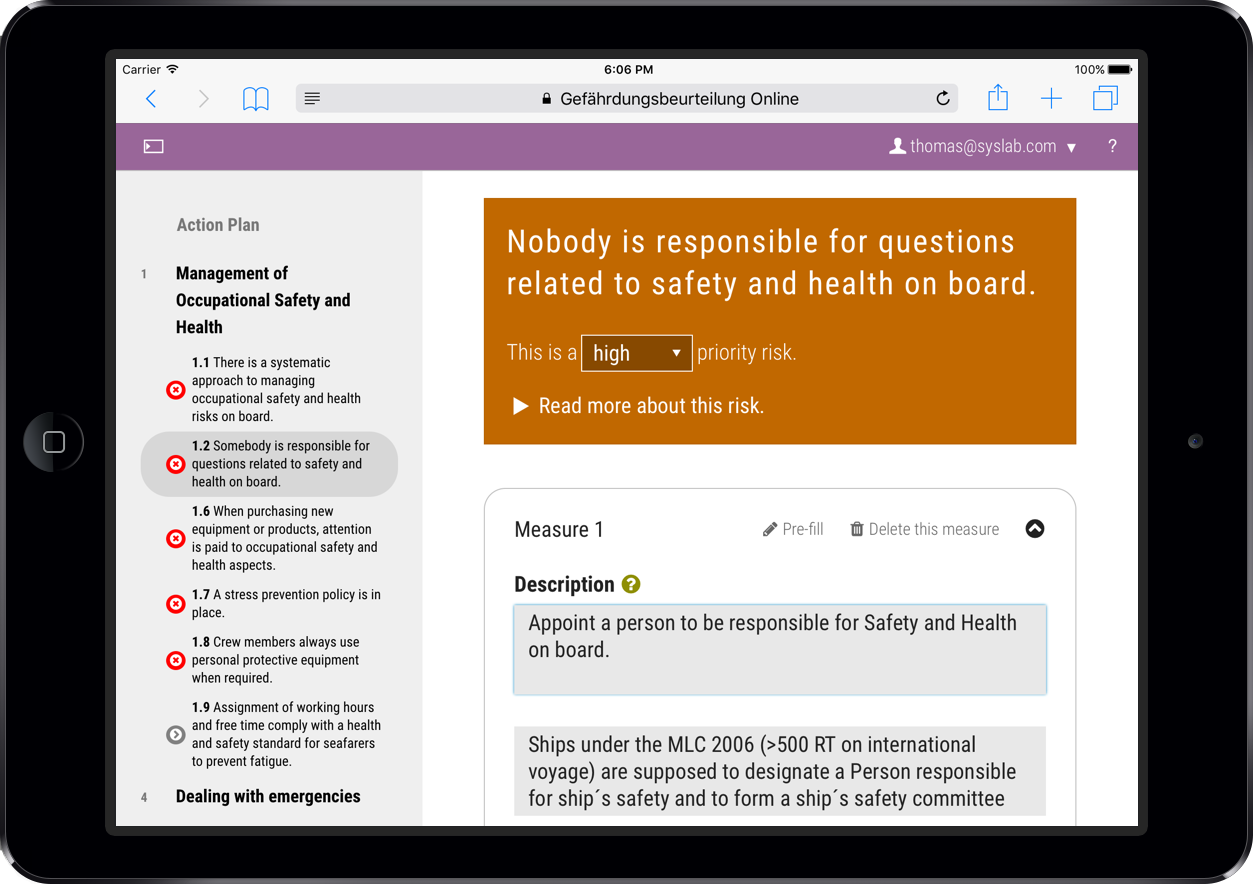 Carrier
6:06 PM
100%
Gefährdungsbeurteilung Online
thomas@syslab.com ▼ ?
Action Plan
1 Management of
Occupational Safety and
Health
1.1 There is a systematic
approach to managing
occupational safety and health
risks on board.
1.2 Somebody is responsible for
questions related to safety and
health on board.
1.6 When purchasing new
equipment or products, attention
is paid to occupational safety and
health aspects.
1.7 A stress prevention policy is in
place.
1.8 Crew members always use
personal protective equipment
when required.
1.9 Assignment of working hours
and free time comply with a health
and safety standard for seafarers
to prevent fatigue.
4 Dealing with emergencies
Nobody is responsible for questions
related to safety and health on board.
This is a high ▼ priority risk.
▶ Read more about this risk.
Measure 1 Pre-fill Delete this measure
Description ?
Appoint a person to be responsible for Safety and Health
on board.
Ships under the MLC 2006 (>500 RT on international
voyage) are supposed to designate a Person responsible
for ship´s safety and to form a ship´s safety committee